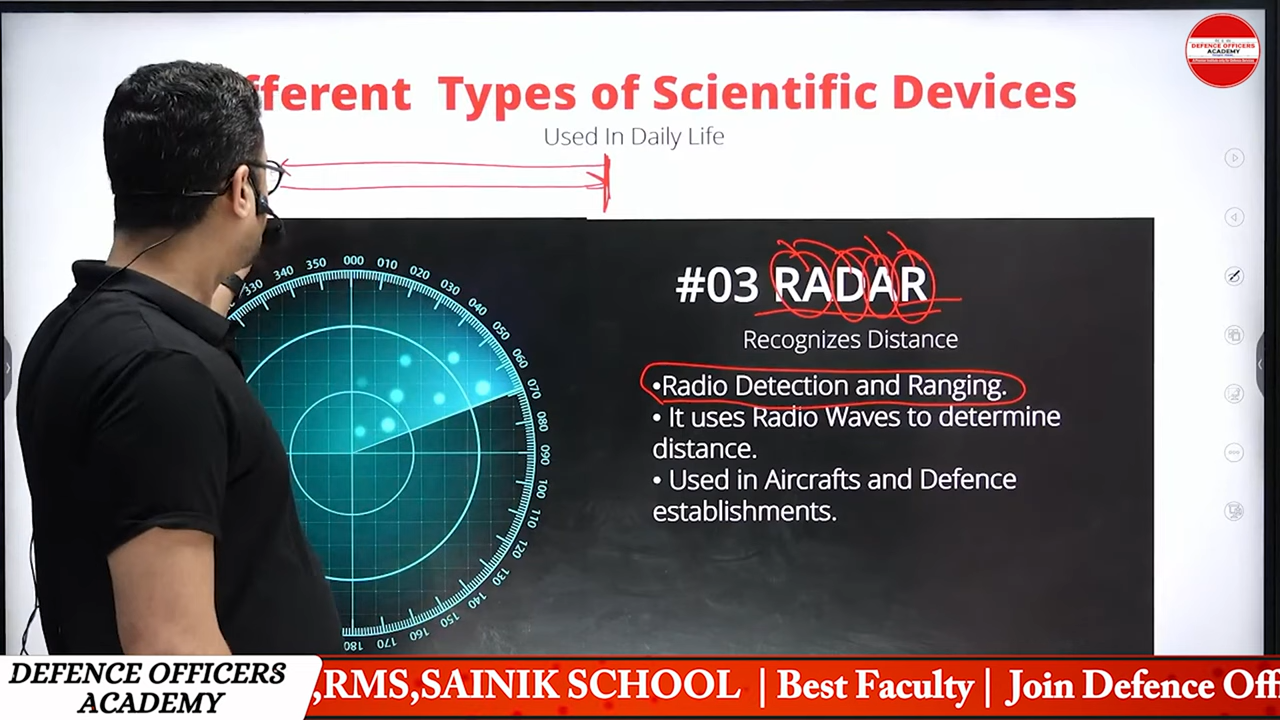 DEFENCE OFFICERS
ACADEMY
fferent Types of Scientific Devices
Used In Daily Life
330 340 350 000 010 020 030 040 050 060 070 080 090 100 110 120 130 140 150 160 170 180
#03 RADAR
Recognizes Distance
•Radio Detection and Ranging.
• It uses Radio Waves to determine
distance.
• Used in Aircrafts and Defence
establishments.
DEFENCE OFFICERS
ACADEMY
,RMS,SAINIK SCHOOL | Best Faculty | Join Defence Off